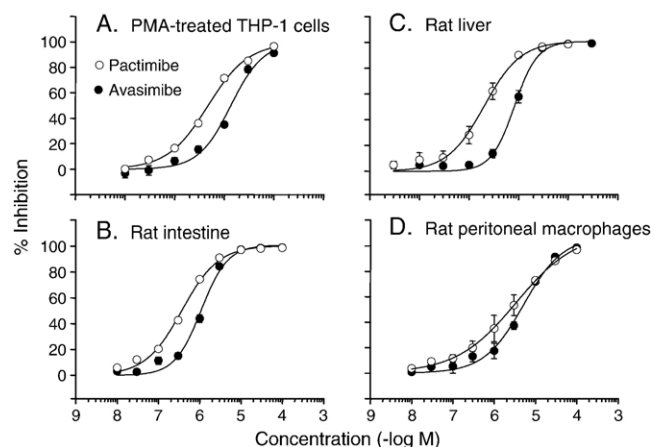 A. PMA-treated THP-1 cells
Pactimibe
Avasimibe
100
80
60
40
20
0
C. Rat liver
% Inhibition
B. Rat intestine
100
80
60
40
20
0
D. Rat peritoneal macrophages
9 8 7 6 5 4 3
9 8 7 6 5 4 3
Concentration (-log M)